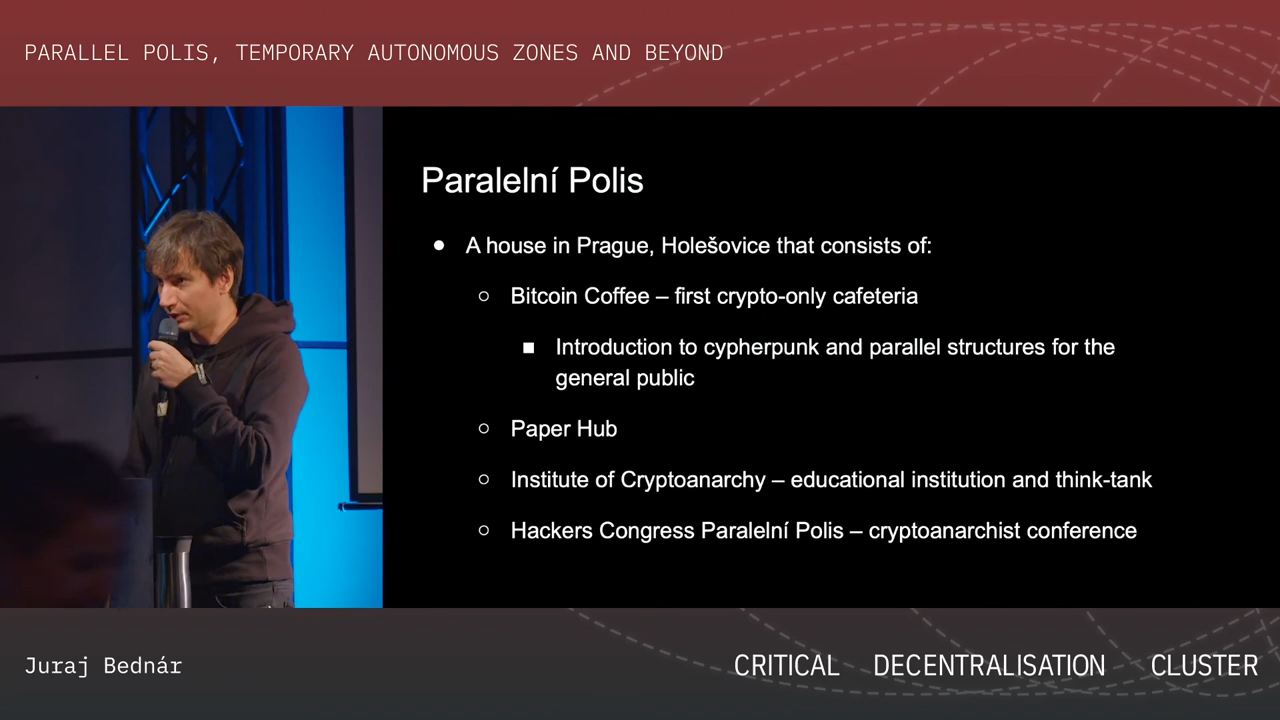 PARALLEL POLIS, TEMPORARY AUTONOMOUS ZONES AND BEYOND
Paralelní Polis
A house in Prague, Holešovice that consists of:
Bitcoin Coffee – first crypto-only cafeteria
Introduction to cypherpunk and parallel structures for the
general public
Paper Hub
Institute of Cryptoanarchy – educational institution and think-tank
Hackers Congress Paralelní Polis – cryptoanarchist conference
Juraj Bednár
CRITICAL DECENTRALISATION CLUSTER